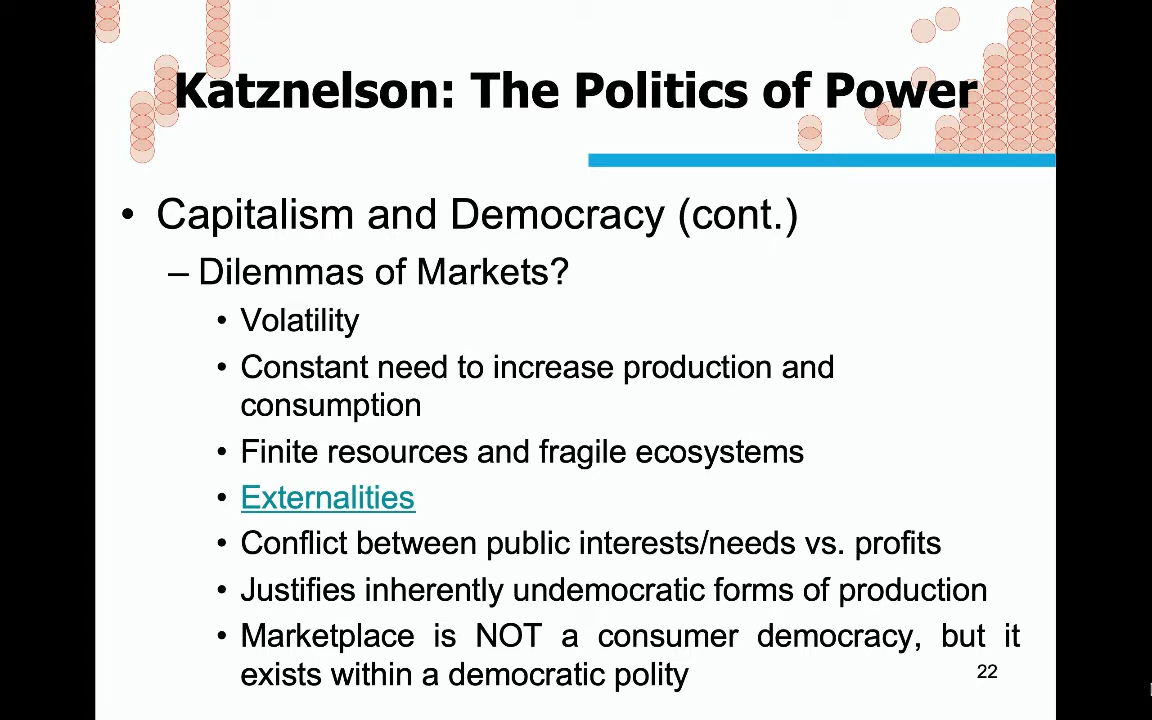 Katznelson: The Politics of Power
• Capitalism and Democracy (cont.)
– Dilemmas of Markets?
• Volatility
• Constant need to increase production and
consumption
• Finite resources and fragile ecosystems
• Externalities
• Conflict between public interests/needs vs. profits
• Justifies inherently undemocratic forms of production
• Marketplace is NOT a consumer democracy, but it
exists within a democratic polity
22